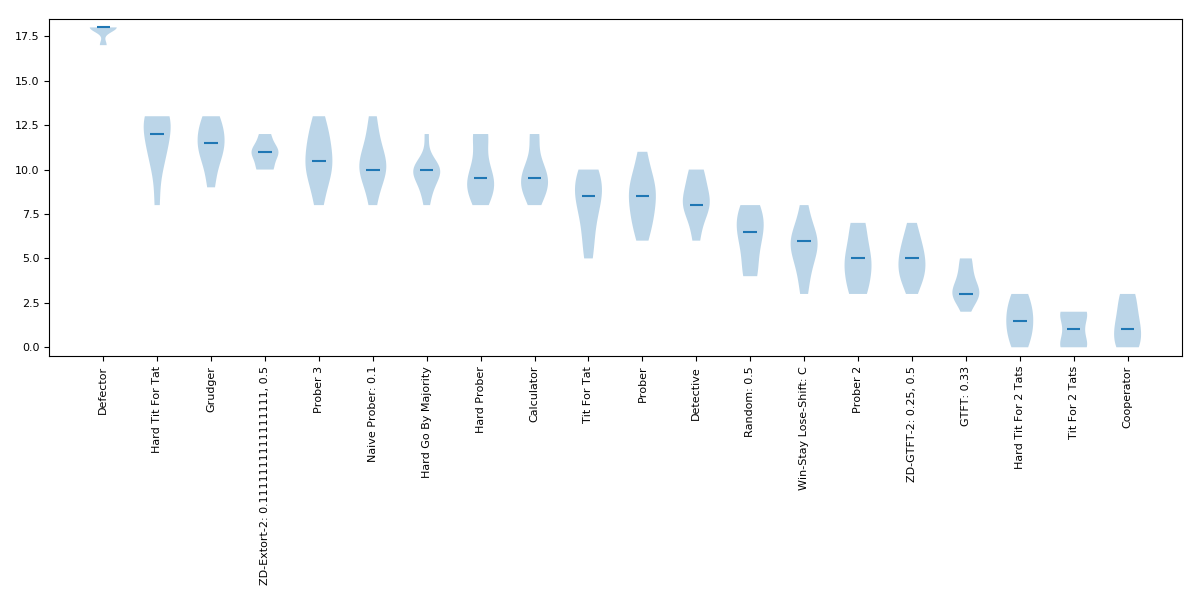 17.5
15.0
12.5
10.0
7.5
5.0
2.5
0.0
Defector
Hard Tit For Tat
Grudger
ZD-Extort-2: 0.1111111111111111, 0.5
Prober 3
Naive Prober: 0.1
Hard Go By Majority
Hard Prober
Calculator
Tit For Tat
Prober
Detective
Random: 0.5
Win-Stay Lose-Shift: C
Prober 2
ZD-GTFT-2: 0.25, 0.5
GTFT: 0.33
Hard Tit For 2 Tats
Tit For 2 Tats
Cooperator